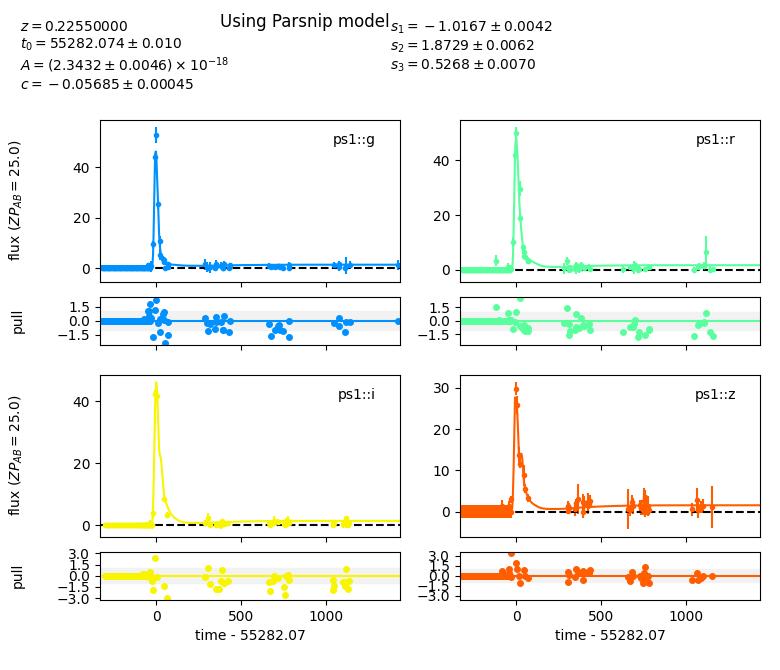 Using Parsnip model
z = 0.22550000
t₀ = 55282.074 ± 0.010
A = (2.3432 ± 0.0046) × 10⁻¹⁸
c = −0.05685 ± 0.00045
s₁ = −1.0167 ± 0.0042
s₂ = 1.8729 ± 0.0062
s₃ = 0.5268 ± 0.0070
flux (ZP_AB = 25.0)
40
20
0
ps1::g
40
20
0
ps1::r
pull
1.5
0.0
−1.5
1.5
0.0
−1.5
flux (ZP_AB = 25.0)
40
20
0
ps1::i
30
20
10
0
ps1::z
pull
3.0
1.5
0.0
−1.5
−3.0
3.0
1.5
0.0
−1.5
−3.0
0 500 1000
time - 55282.07
0 500 1000
time - 55282.07